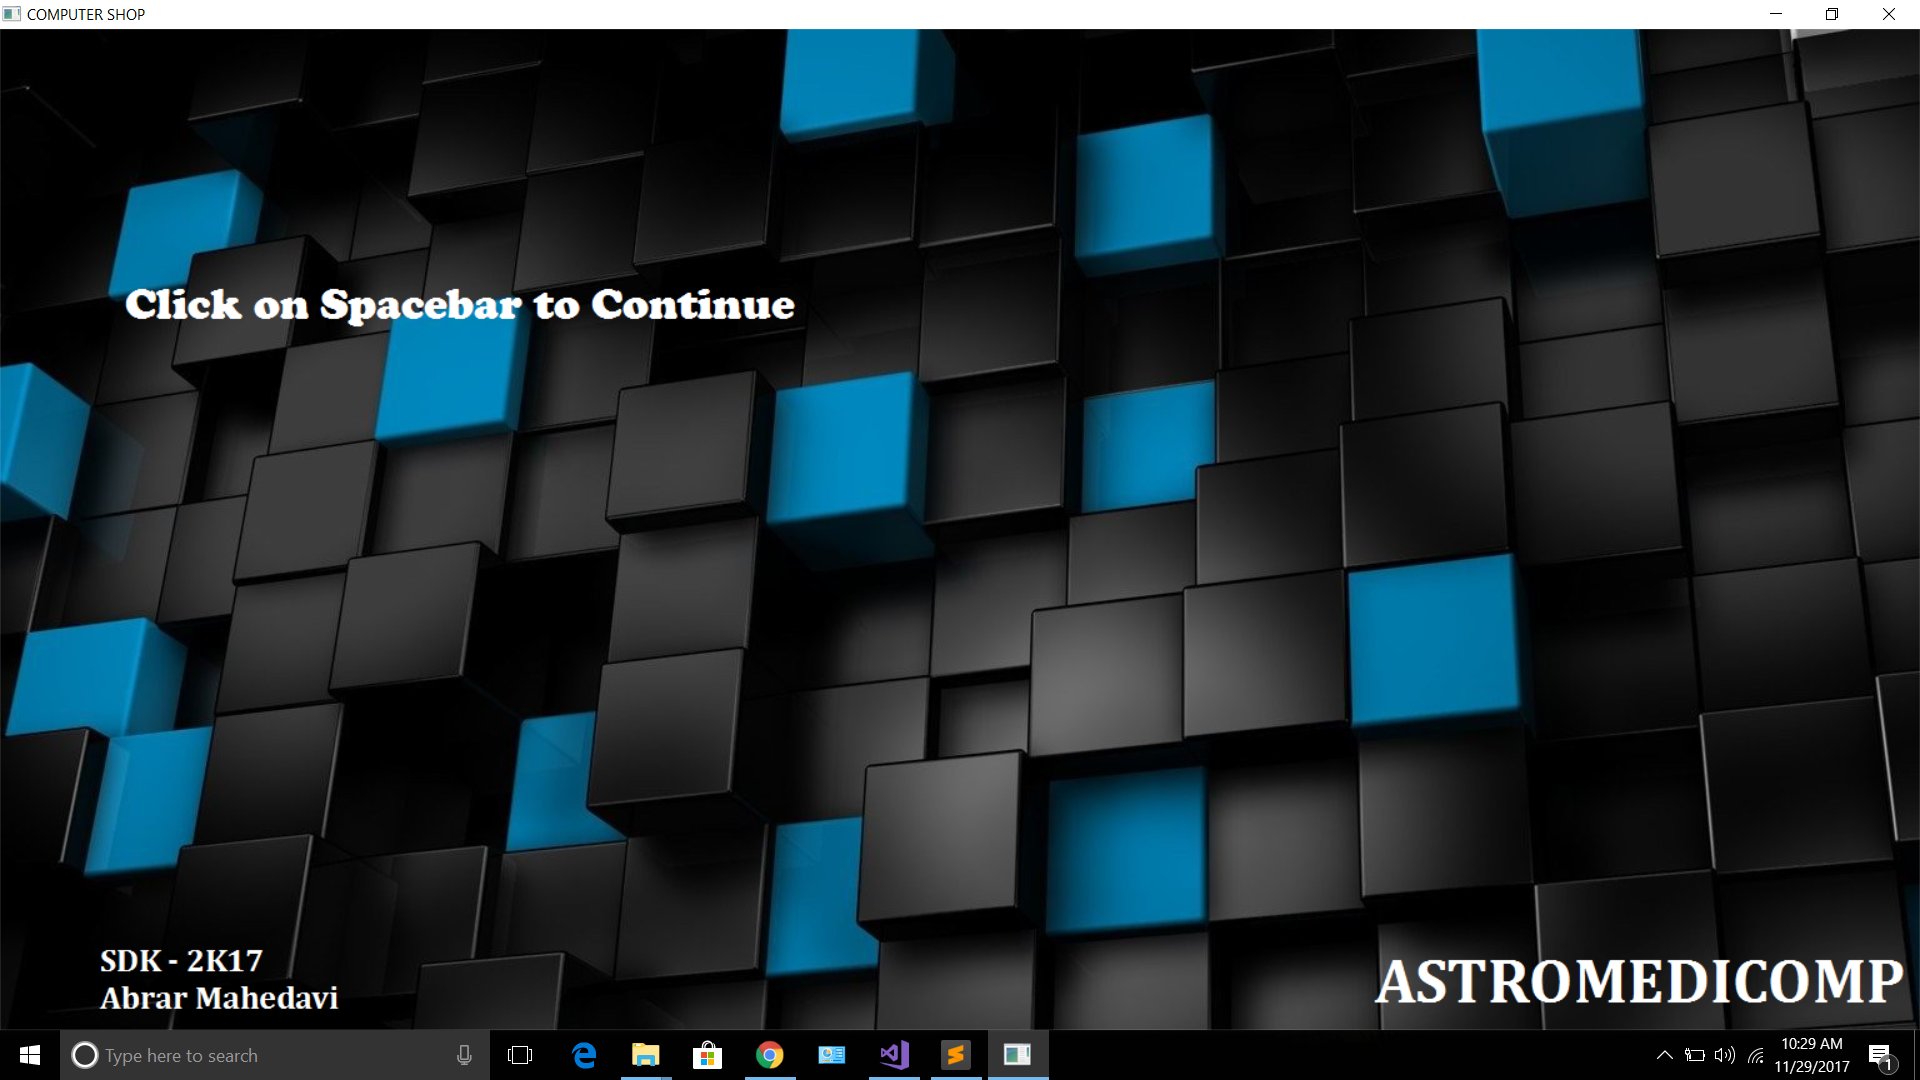 COMPUTER SHOP
Click on Spacebar to Continue
SDK - 2K17
Abrar Mahedavi
ASTROMEDICOMP
Type here to search
10:29 AM
11/29/2017
1